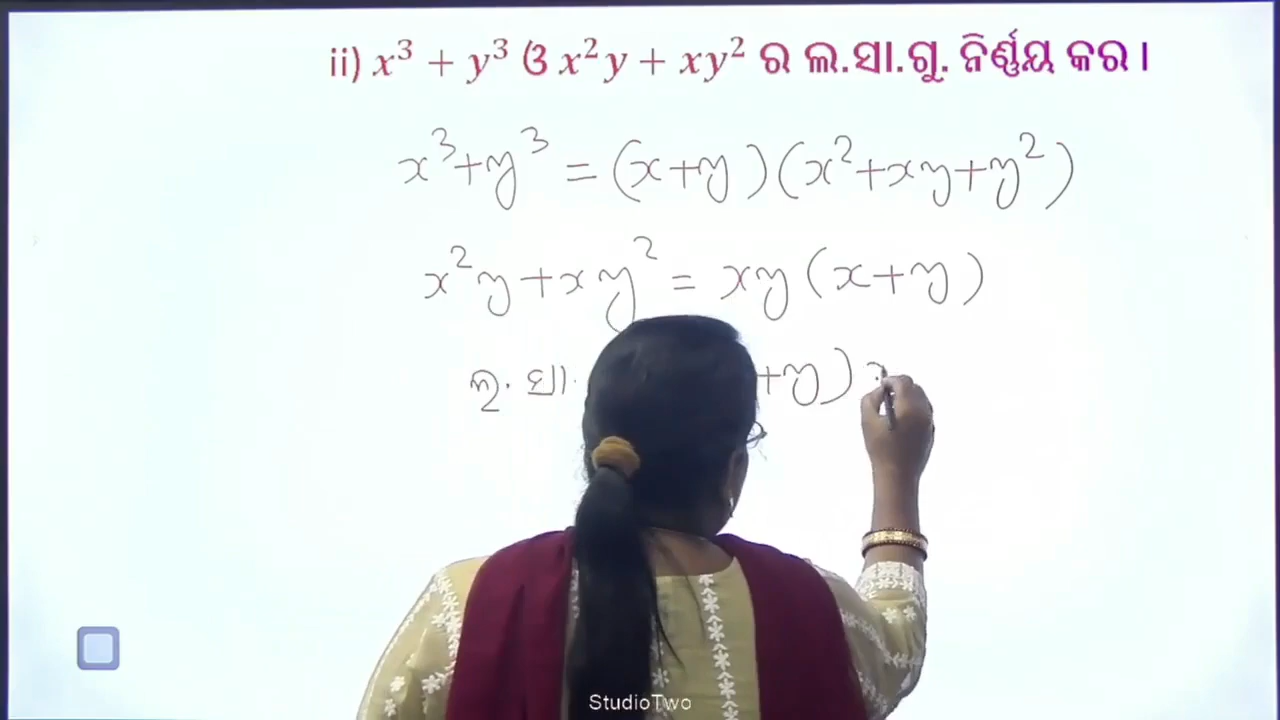 ii) x³ + y³ ଓ x²y + xy² ର ଲ.ସା.ଗୁ. ନିର୍ଣ୍ଣୟ କର ।
x³+y³ = (x+y)(x²+xy+y²)
x²y+xy² = xy(x+y)
+y)
StudioTwo